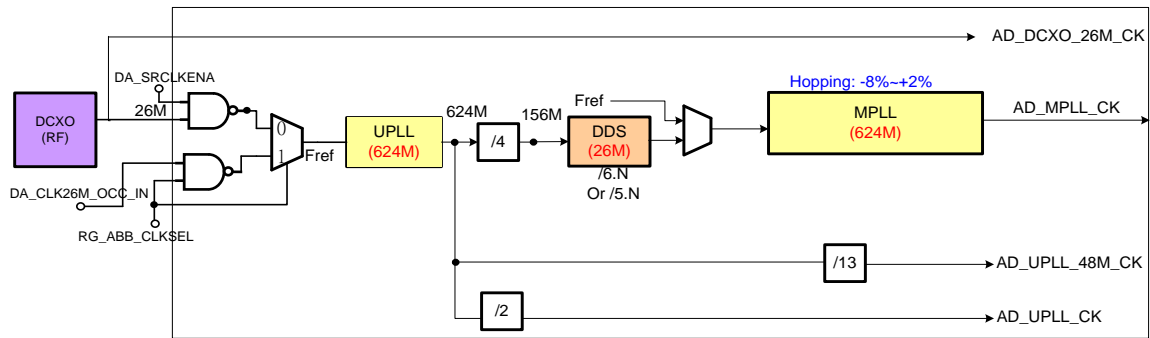 AD_DCXO_26M_CK
DA_SRCLKENA
Hopping: -8%~+2%
26M
DCXO
(RF)
0
1
Fref
UPLL
(624M)
624M
/4
156M
Fref
DDS
(26M)
/6.N
Or /5.N
MPLL
(624M)
AD_MPLL_CK
DA_CLK26M_OCC_IN
RG_ABB_CLKSEL
/13
AD_UPLL_48M_CK
/2
AD_UPLL_CK